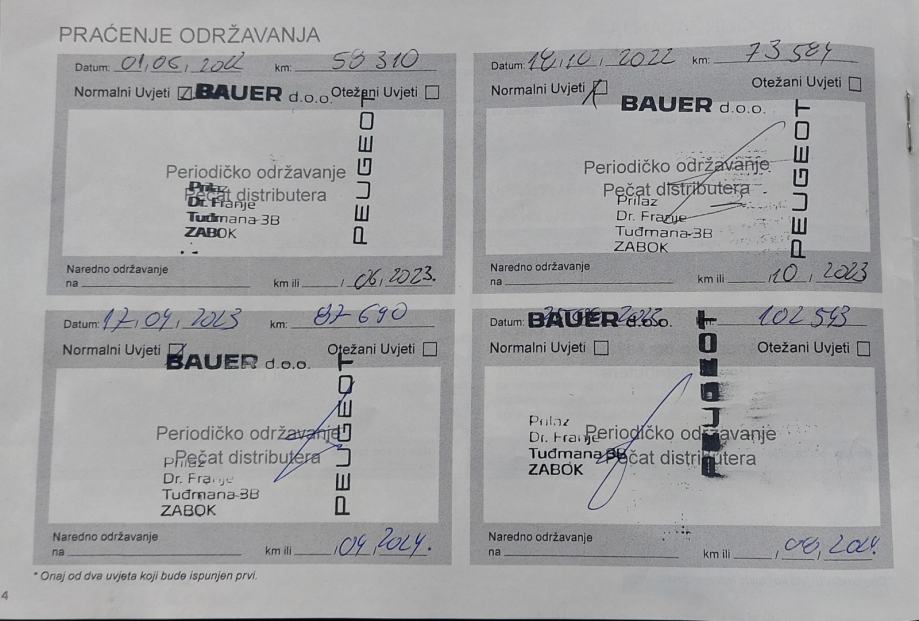 PRAĆENJE ODRŽAVANJA
Datum: 01,06, 2022 km: 59 310
Normalni Uvjeti BAUER d.o.o. Otežani Uvjeti
PEUGEOT
Periodičko održavanje
Pečat distributera
Prilaz
Dr. Franje
Tuđmana 3B
ZABOK
Naredno održavanje
na km ili , 06, 2023.
Datum: 10, 2022 km: 73 584
Normalni Uvjeti Otežani Uvjeti
BAUER d.o.o.
PEUGEOT
Periodičko održavanje
Pečat distributera
Prilaz
Dr. Franje
Tuđmana 3B
ZABOK
Naredno održavanje
na km ili , 10, 2023
Datum: 17, 04, 2023 km: 87 690
Normalni Uvjeti Otežani Uvjeti
BAUER d.o.o.
PEUGEOT
Periodičko održavanje
Pečat distributera
Prilaz
Dr. Franje
Tuđmana 3B
ZABOK
Naredno održavanje
na km ili , 04, 2024.
Datum: BAUER d.o.o. km: 102 543
PEUGEOT
Normalni Uvjeti Otežani Uvjeti
Prilaz
Dr. Franje Periodičko održavanje
Tuđmana 3B Pečat distributera
ZABOK
Naredno održavanje
na km ili , 08, 2024.
* Onaj od dva uvjeta koji bude ispunjen prvi.
4